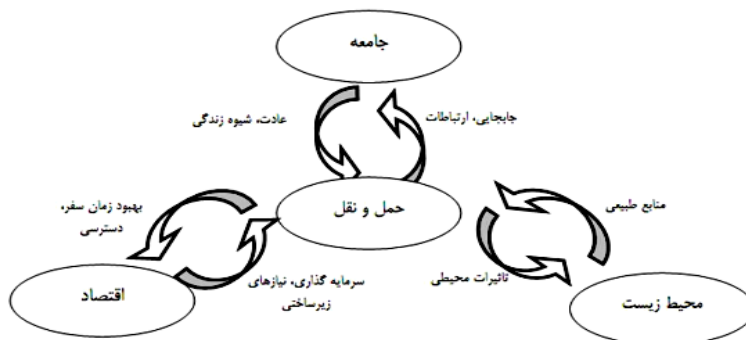 جامعه
جابجایی، ارتباطات
عادت، شیوه زندگی
حمل و نقل
منابع طبیعی
بهبود زمان سفر،
دسترسی
تاثیرات محیطی
سرمایه گذاری، نیازهای
زیرساختی
محیط زیست
اقتصاد